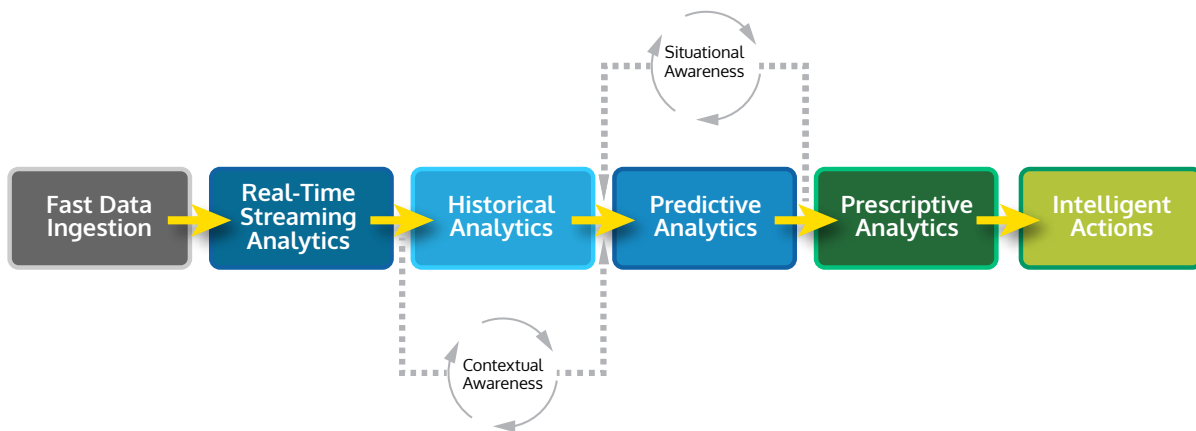 Situational
Awareness
Fast Data
Ingestion
Real-Time
Streaming
Analytics
Historical
Analytics
Predictive
Analytics
Prescriptive
Analytics
Intelligent
Actions
Contextual
Awareness